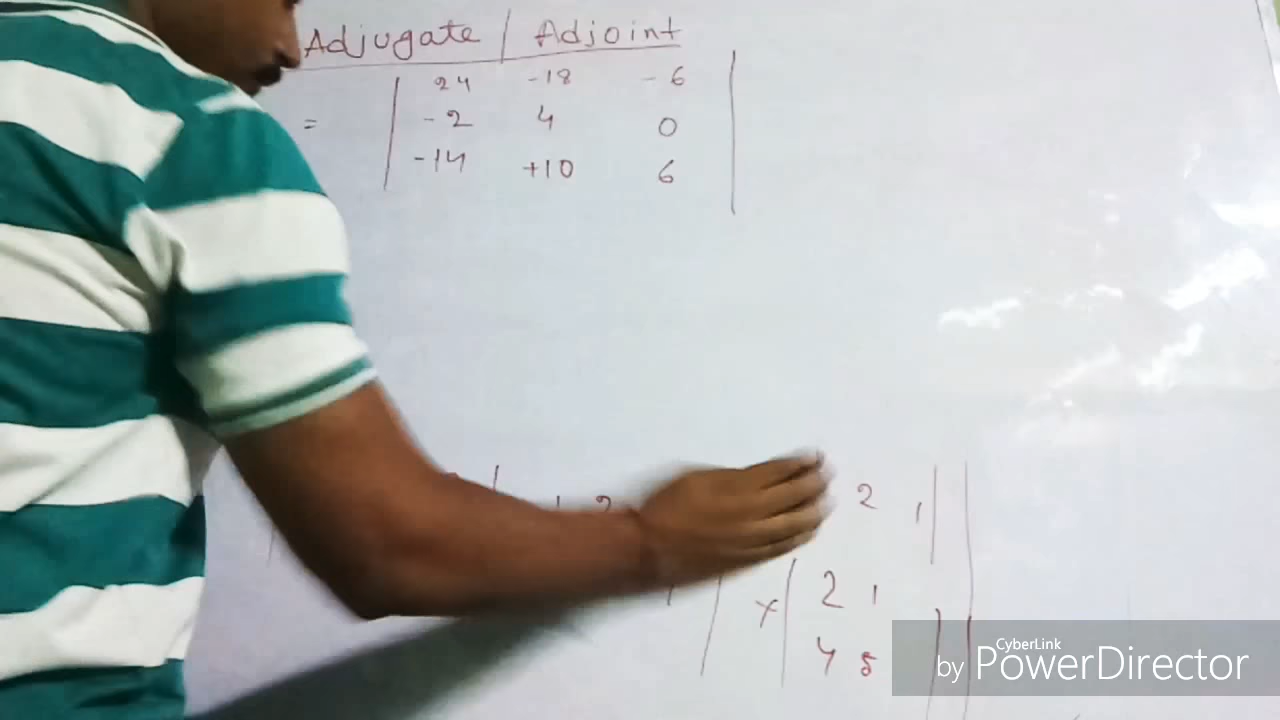 Adjugate / Adjoint
= | 24 -18 -6 |
-2 4 0
-14 +10 6
2 1
× | 2 1
4 5
CyberLink
by PowerDirector